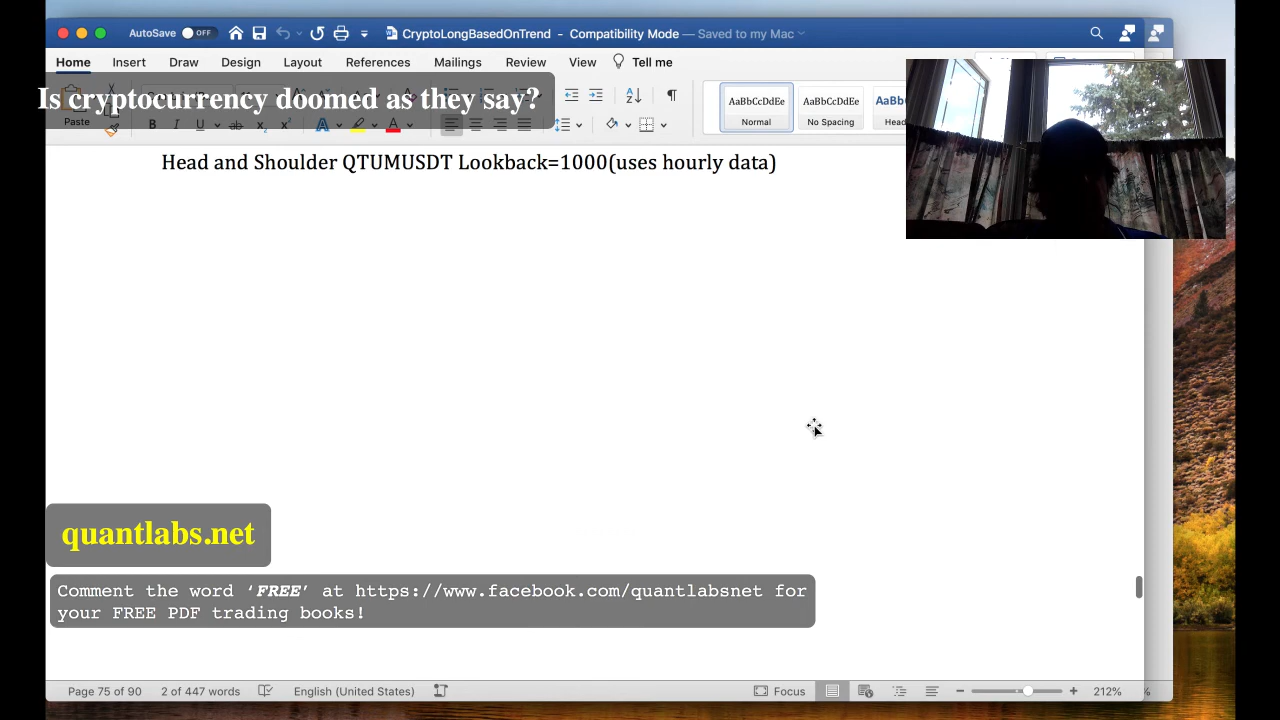 AutoSave OFF
CryptoLongBasedOnTrend - Compatibility Mode — Saved to my Mac
Home Insert Draw Design Layout References Mailings Review View Tell me
Is cryptocurrency doomed as they say?
Paste
AaBbCcDdEe AaBbCcDdEe AaBbC
Normal No Spacing Head
Head and Shoulder QTUMUSDT Lookback=1000(uses hourly data)
quantlabs.net
Comment the word ‘FREE’ at https://www.facebook.com/quantlabsnet for
your FREE PDF trading books!
Page 75 of 90 2 of 447 words English (United States) Focus 212% %